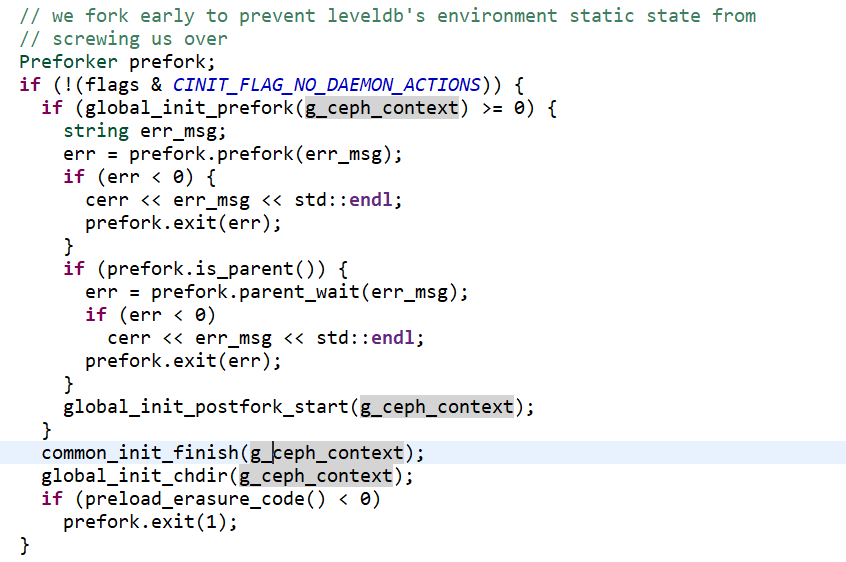 // we fork early to prevent leveldb's environment static state from
// screwing us over
Preforker prefork;
if (!(flags & CINIT_FLAG_NO_DAEMON_ACTIONS)) {
  if (global_init_prefork(g_ceph_context) >= 0) {
    string err_msg;
    err = prefork.prefork(err_msg);
    if (err < 0) {
      cerr << err_msg << std::endl;
      prefork.exit(err);
    }
    if (prefork.is_parent()) {
      err = prefork.parent_wait(err_msg);
      if (err < 0)
        cerr << err_msg << std::endl;
      prefork.exit(err);
    }
    global_init_postfork_start(g_ceph_context);
  }
  common_init_finish(g_ceph_context);
  global_init_chdir(g_ceph_context);
  if (preload_erasure_code() < 0)
    prefork.exit(1);
}